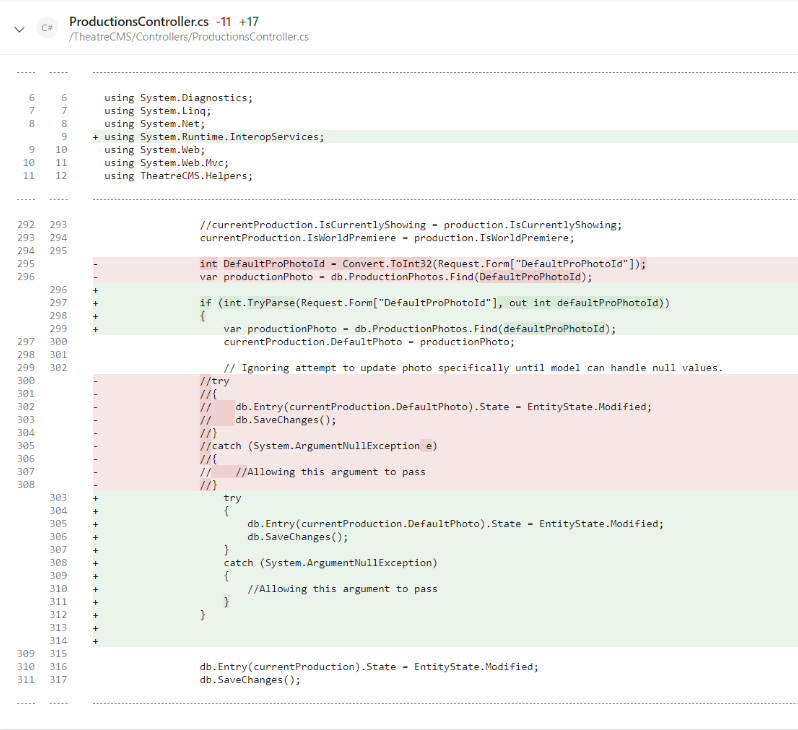 ProductionsController.cs -11 +17
C# /TheatreCMS/Controllers/ProductionsController.cs
6 6 using System.Diagnostics;
7 7 using System.Linq;
8 8 using System.Net;
9 + using System.Runtime.InteropServices;
9 10 using System.Web;
10 11 using System.Web.Mvc;
11 12 using TheatreCMS.Helpers;
292 293 //currentProduction.IsCurrentlyShowing = production.IsCurrentlyShowing;
293 294 currentProduction.IsWorldPremiere = production.IsWorldPremiere;
294 295
295 - int DefaultProPhotoId = Convert.ToInt32(Request.Form["DefaultProPhotoId"]);
296 - var productionPhoto = db.ProductionPhotos.Find(DefaultProPhotoId);
296 +
297 + if (int.TryParse(Request.Form["DefaultProPhotoId"], out int defaultProPhotoId))
298 + {
299 + var productionPhoto = db.ProductionPhotos.Find(defaultProPhotoId);
297 300 currentProduction.DefaultPhoto = productionPhoto;
298 301
299 302 // Ignoring attempt to update photo specifically until model can handle null values.
300 - //try
301 - //{
302 - // db.Entry(currentProduction.DefaultPhoto).State = EntityState.Modified;
303 - // db.SaveChanges();
304 - //}
305 - //catch (System.ArgumentNullException e)
306 - //{
307 - // //Allowing this argument to pass
308 - //}
303 + try
304 + {
305 + db.Entry(currentProduction.DefaultPhoto).State = EntityState.Modified;
306 + db.SaveChanges();
307 + }
308 + catch (System.ArgumentNullException)
309 + {
310 + //Allowing this argument to pass
311 + }
312 + }
313 +
314 +
309 315
310 316 db.Entry(currentProduction).State = EntityState.Modified;
311 317 db.SaveChanges();